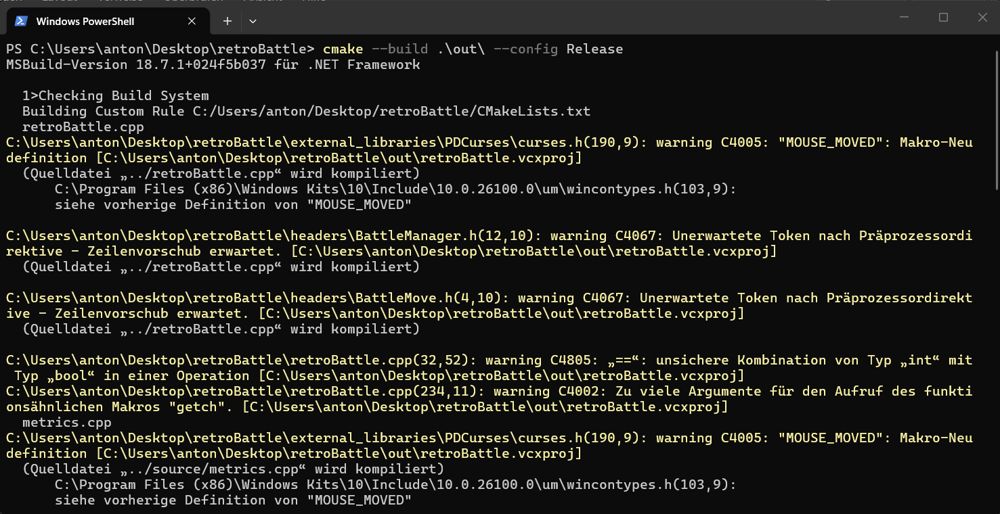 Windows PowerShell
PS C:\Users\anton\Desktop\retroBattle> cmake --build .\out\ --config Release
MSBuild-Version 18.7.1+024f5b037 für .NET Framework
1>Checking Build System
Building Custom Rule C:/Users/anton/Desktop/retroBattle/CMakeLists.txt
retroBattle.cpp
C:\Users\anton\Desktop\retroBattle\external_libraries\PDCurses\curses.h(190,9): warning C4005: "MOUSE_MOVED": Makro-Neu
definition [C:\Users\anton\Desktop\retroBattle\out\retroBattle.vcxproj]
(Quelldatei „../retroBattle.cpp“ wird kompiliert)
C:\Program Files (x86)\Windows Kits\10\Include\10.0.26100.0\um\wincontypes.h(103,9):
siehe vorherige Definition von "MOUSE_MOVED"
C:\Users\anton\Desktop\retroBattle\headers\BattleManager.h(12,10): warning C4067: Unerwartete Token nach Präprozessordi
rektive - Zeilenvorschub erwartet. [C:\Users\anton\Desktop\retroBattle\out\retroBattle.vcxproj]
(Quelldatei „../retroBattle.cpp“ wird kompiliert)
C:\Users\anton\Desktop\retroBattle\headers\BattleMove.h(4,10): warning C4067: Unerwartete Token nach Präprozessordirekt
ive - Zeilenvorschub erwartet. [C:\Users\anton\Desktop\retroBattle\out\retroBattle.vcxproj]
(Quelldatei „../retroBattle.cpp“ wird kompiliert)
C:\Users\anton\Desktop\retroBattle\retroBattle.cpp(32,52): warning C4805: „==“: unsichere Kombination von Typ „int“ mit
Typ „bool“ in einer Operation [C:\Users\anton\Desktop\retroBattle\out\retroBattle.vcxproj]
C:\Users\anton\Desktop\retroBattle\retroBattle.cpp(234,11): warning C4002: Zu viele Argumente für den Aufruf des funkti
onsähnlichen Makros "getch". [C:\Users\anton\Desktop\retroBattle\out\retroBattle.vcxproj]
metrics.cpp
C:\Users\anton\Desktop\retroBattle\external_libraries\PDCurses\curses.h(190,9): warning C4005: "MOUSE_MOVED": Makro-Neu
definition [C:\Users\anton\Desktop\retroBattle\out\retroBattle.vcxproj]
(Quelldatei „../source/metrics.cpp“ wird kompiliert)
C:\Program Files (x86)\Windows Kits\10\Include\10.0.26100.0\um\wincontypes.h(103,9):
siehe vorherige Definition von "MOUSE_MOVED"